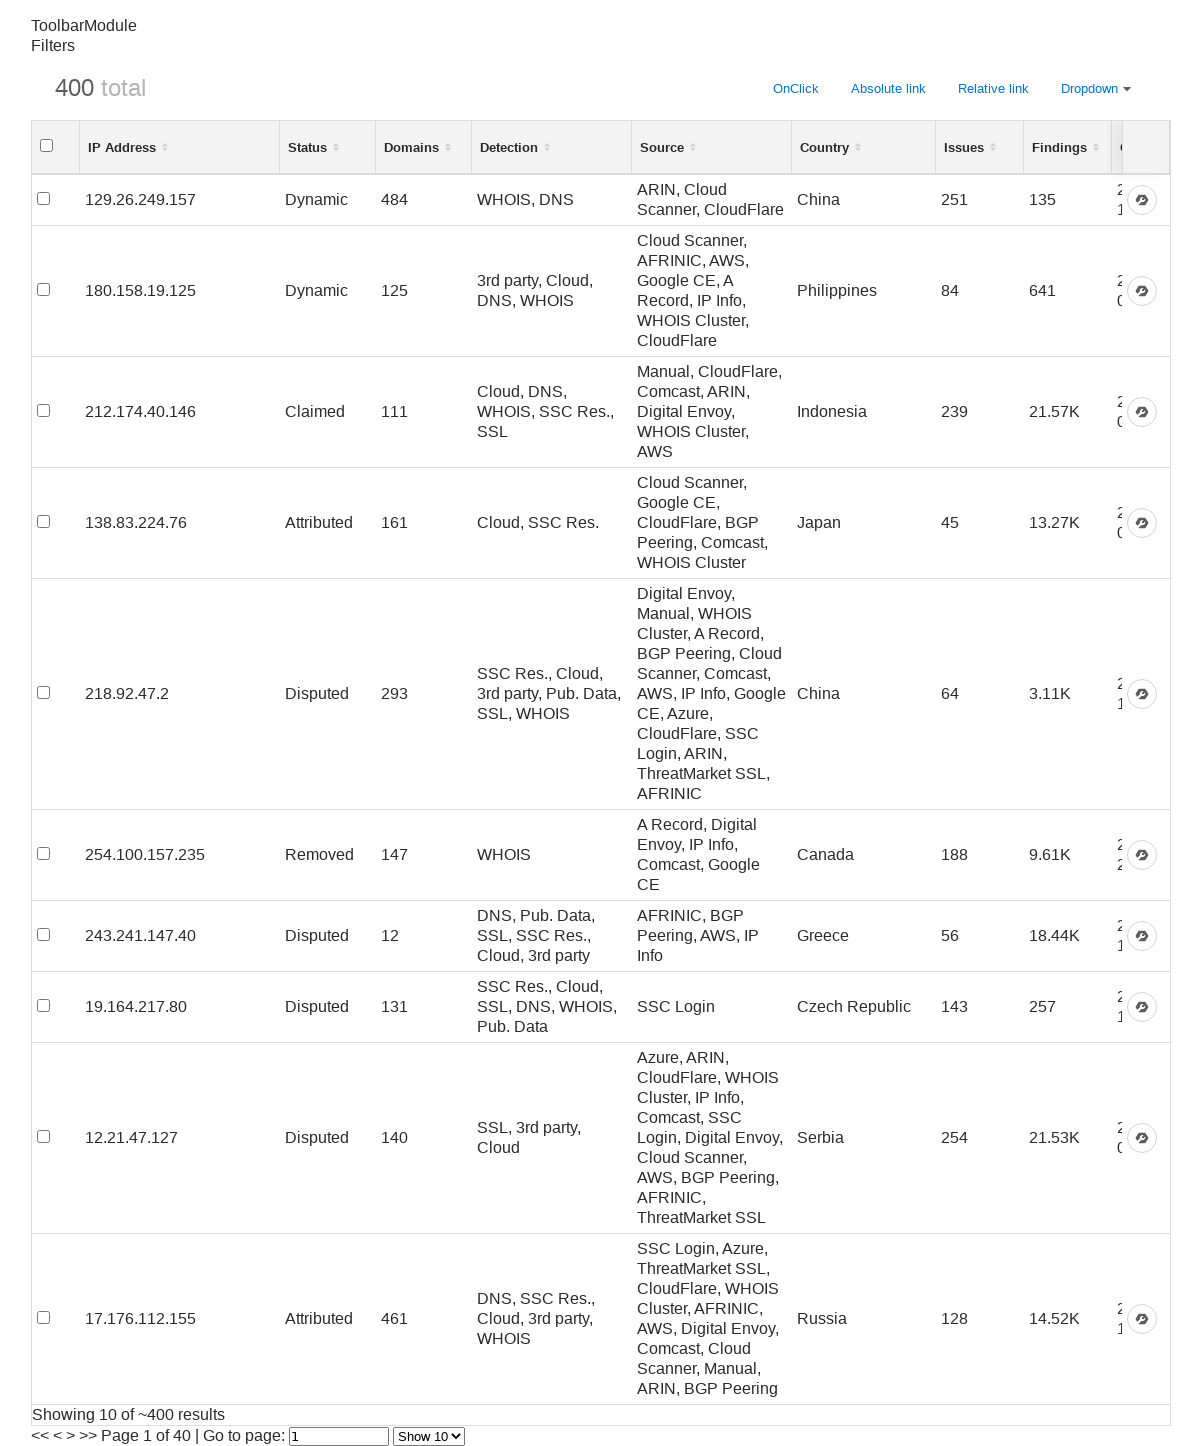 ToolbarModule
Filters
400 total
OnClick Absolute link Relative link Dropdown
IP Address Status Domains Detection Source Country Issues Findings
129.26.249.157 Dynamic 484 WHOIS, DNS ARIN, Cloud Scanner, CloudFlare China 251 135
180.158.19.125 Dynamic 125 3rd party, Cloud, DNS, WHOIS Cloud Scanner, AFRINIC, AWS, Google CE, A Record, IP Info, WHOIS Cluster, CloudFlare Philippines 84 641
212.174.40.146 Claimed 111 Cloud, DNS, WHOIS, SSC Res., SSL Manual, CloudFlare, Comcast, ARIN, Digital Envoy, WHOIS Cluster, AWS Indonesia 239 21.57K
138.83.224.76 Attributed 161 Cloud, SSC Res. Cloud Scanner, Google CE, CloudFlare, BGP Peering, Comcast, WHOIS Cluster Japan 45 13.27K
218.92.47.2 Disputed 293 SSC Res., Cloud, 3rd party, Pub. Data, SSL, WHOIS Digital Envoy, Manual, WHOIS Cluster, A Record, BGP Peering, Cloud Scanner, Comcast, AWS, IP Info, Google CE, Azure, CloudFlare, SSC Login, ARIN, ThreatMarket SSL, AFRINIC China 64 3.11K
254.100.157.235 Removed 147 WHOIS A Record, Digital Envoy, IP Info, Comcast, Google CE Canada 188 9.61K
243.241.147.40 Disputed 12 DNS, Pub. Data, SSL, SSC Res., Cloud, 3rd party AFRINIC, BGP Peering, AWS, IP Info Greece 56 18.44K
19.164.217.80 Disputed 131 SSC Res., Cloud, SSL, DNS, WHOIS, Pub. Data SSC Login Czech Republic 143 257
12.21.47.127 Disputed 140 SSL, 3rd party, Cloud Azure, ARIN, CloudFlare, WHOIS Cluster, IP Info, Comcast, SSC Login, Digital Envoy, Cloud Scanner, AWS, BGP Peering, AFRINIC, ThreatMarket SSL Serbia 254 21.53K
17.176.112.155 Attributed 461 DNS, SSC Res., Cloud, 3rd party, WHOIS SSC Login, Azure, ThreatMarket SSL, CloudFlare, WHOIS Cluster, AFRINIC, AWS, Digital Envoy, Comcast, Cloud Scanner, Manual, ARIN, BGP Peering Russia 128 14.52K
Showing 10 of ~400 results
<< < > >> Page 1 of 40 | Go to page: 1 Show 10